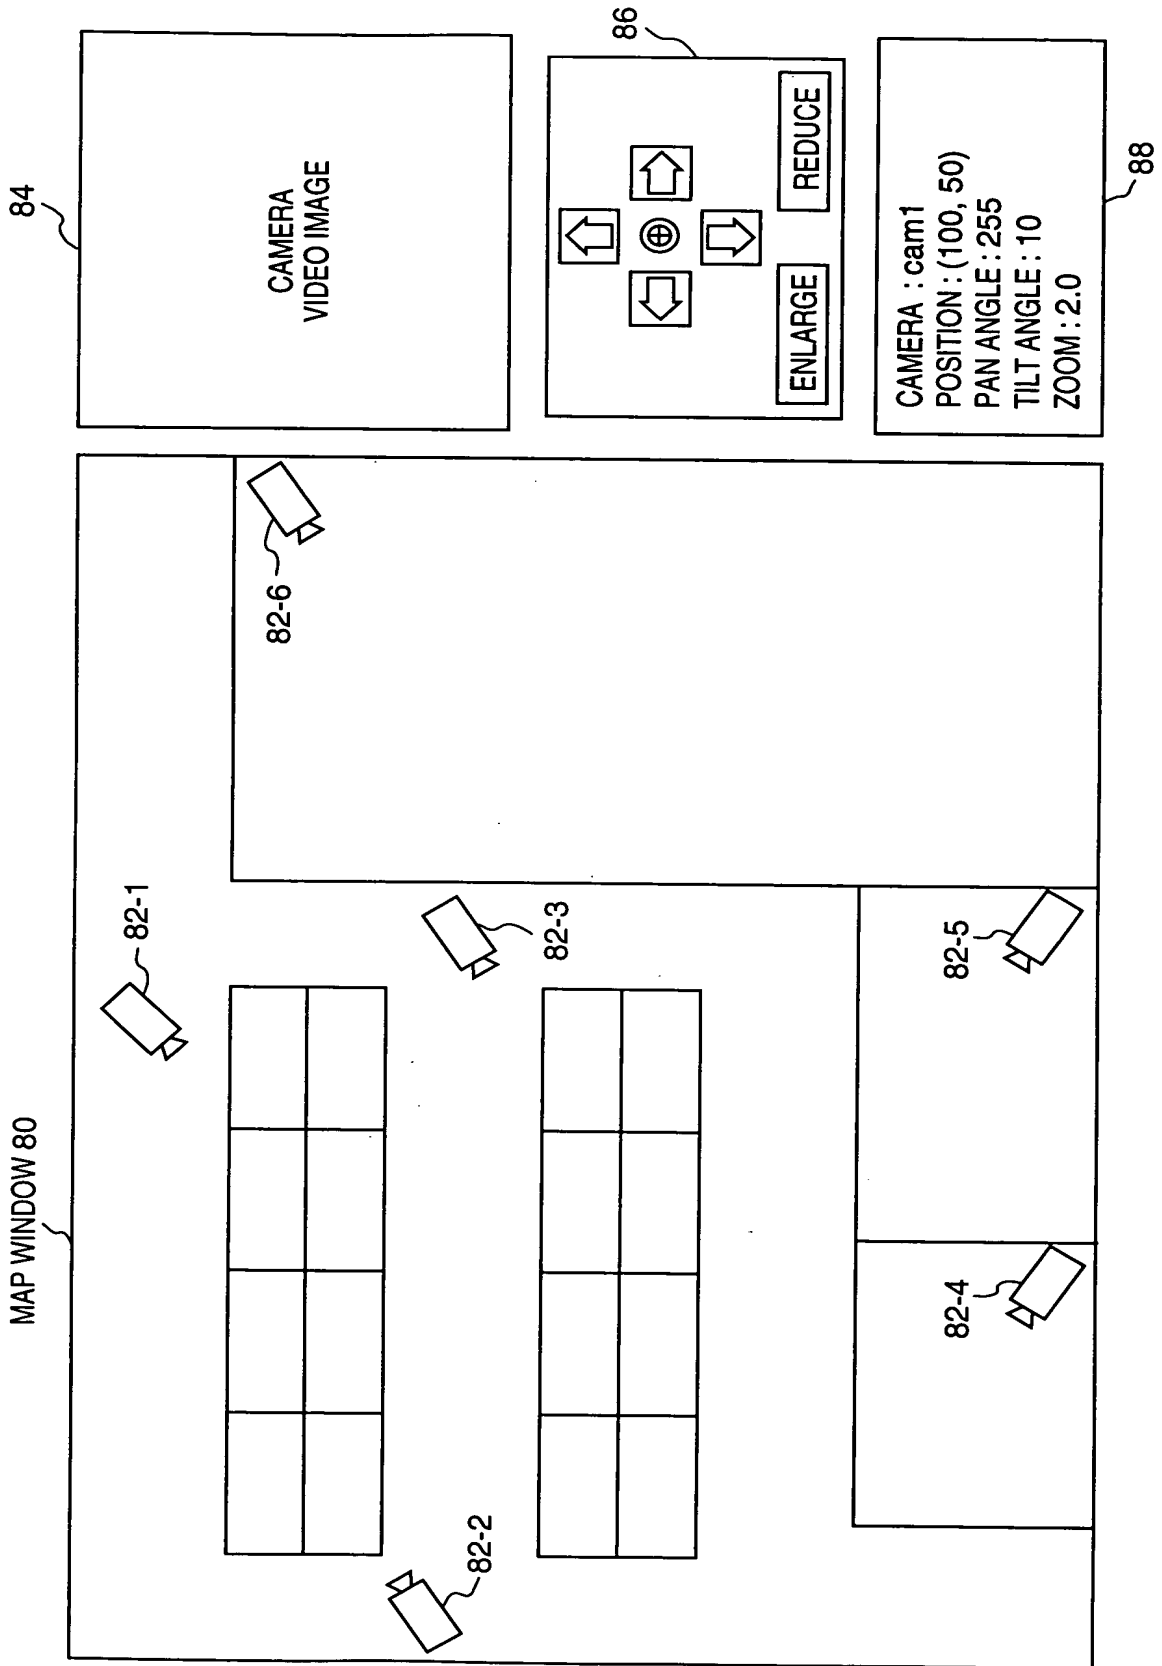 MAP WINDOW 80
82-1
82-2
82-3
82-4
82-5
82-6
84
CAMERA
VIDEO IMAGE
86
ENLARGE
REDUCE
CAMERA : cam1
POSITION : (100, 50)
PAN ANGLE : 255
TILT ANGLE : 10
ZOOM : 2.0
88